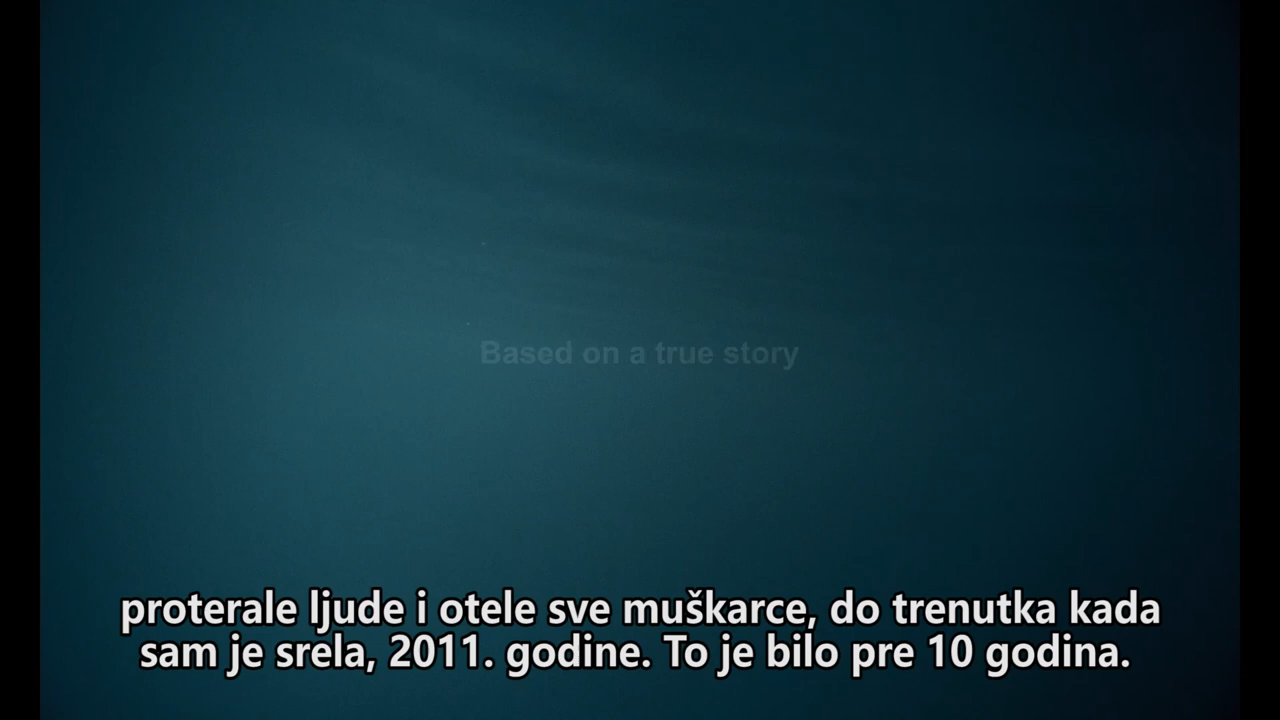 Based on a true story
proterale ljude i otele sve muškarce, do trenutka kada
sam je srela, 2011. godine. To je bilo pre 10 godina.